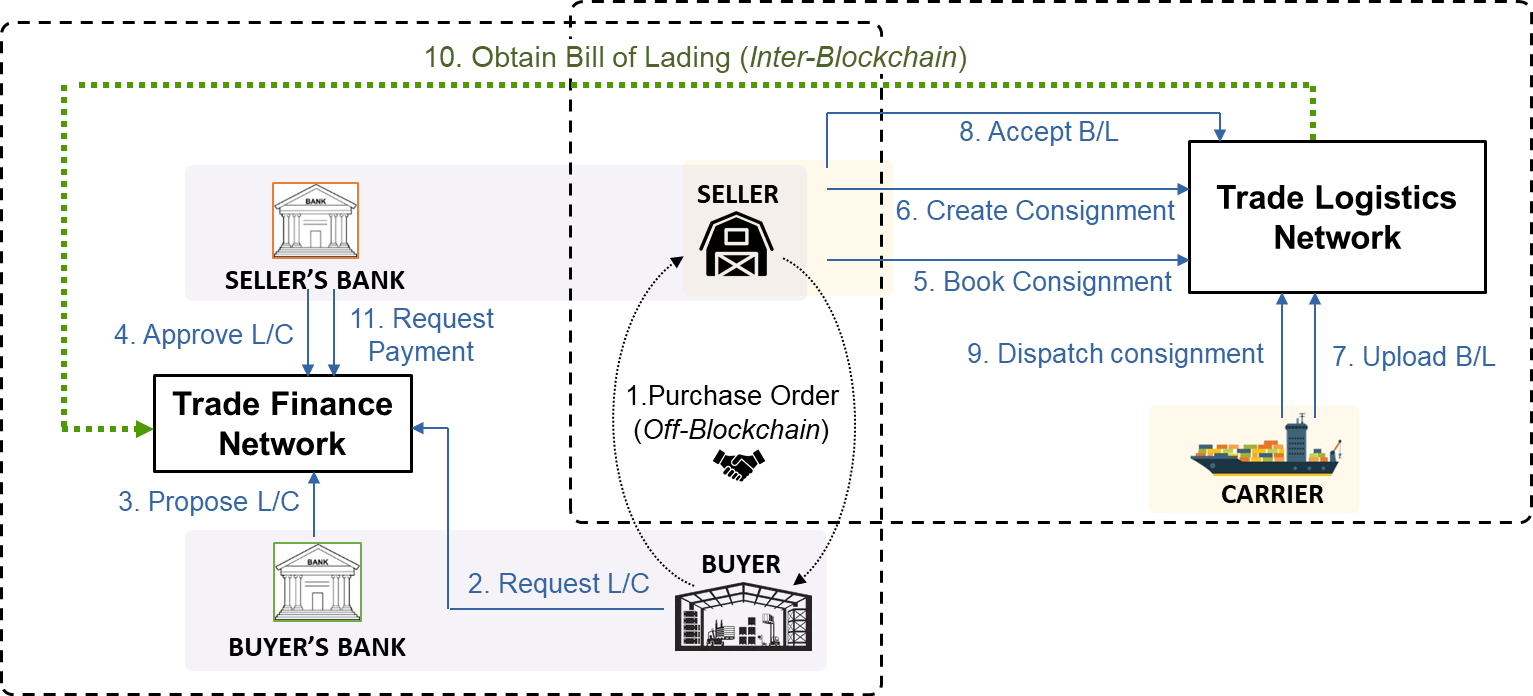 10. Obtain Bill of Lading (Inter-Blockchain)
8. Accept B/L
BANK
SELLER'S BANK
SELLER
6. Create Consignment
5. Book Consignment
Trade Logistics
Network
4. Approve L/C
11. Request
Payment
9. Dispatch consignment
7. Upload B/L
Trade Finance
Network
1.Purchase Order
(Off-Blockchain)
CARRIER
3. Propose L/C
2. Request L/C
BANK
BUYER'S BANK
BUYER